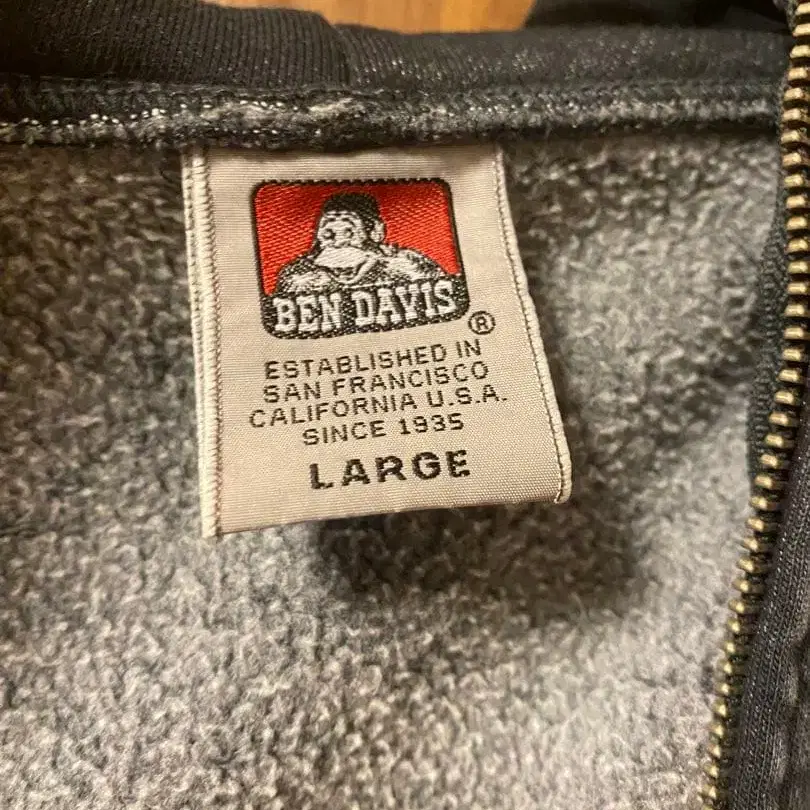 BEN DAVIS
®
ESTABLISHED IN
SAN FRANCISCO
CALIFORNIA U.S.A.
SINCE 1935
LARGE